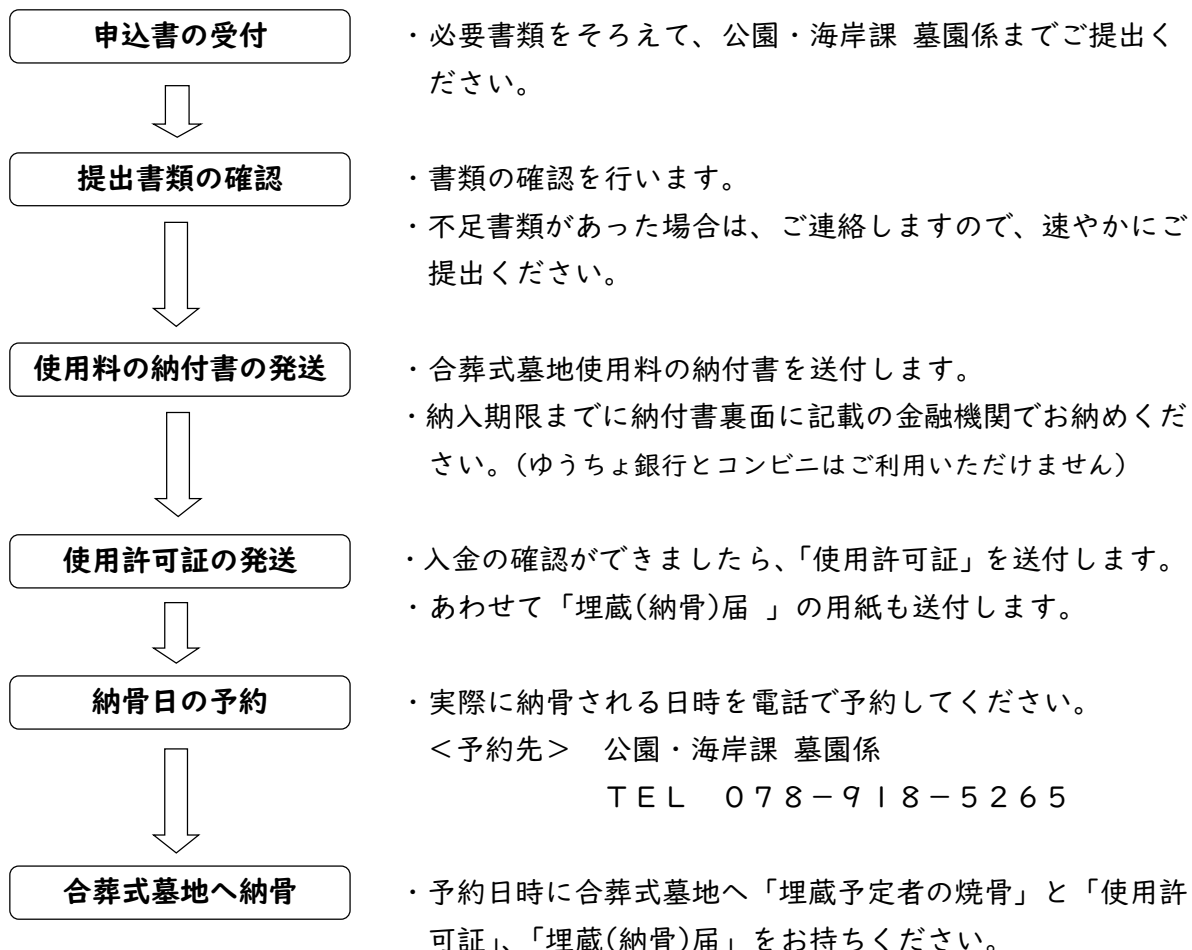 申込書の受付
・必要書類をそろえて、公園・海岸課 墓園係までご提出く
ださい。
提出書類の確認
・書類の確認を行います。
・不足書類があった場合は、ご連絡しますので、速やかにご
提出ください。
使用料の納付書の発送
・合葬式墓地使用料の納付書を送付します。
・納入期限までに納付書裏面に記載の金融機関でお納めくだ
さい。(ゆうちょ銀行とコンビニはご利用いただけません)
使用許可証の発送
・入金の確認ができましたら、「使用許可証」を送付します。
・あわせて「埋蔵(納骨)届 」の用紙も送付します。
納骨日の予約
・実際に納骨される日時を電話で予約してください。
＜予約先＞　公園・海岸課 墓園係
ＴＥＬ　０７８－９１８－５２６５
合葬式墓地へ納骨
・予約日時に合葬式墓地へ「埋蔵予定者の焼骨」と「使用許
可証」、「埋蔵(納骨)届」をお持ちください。